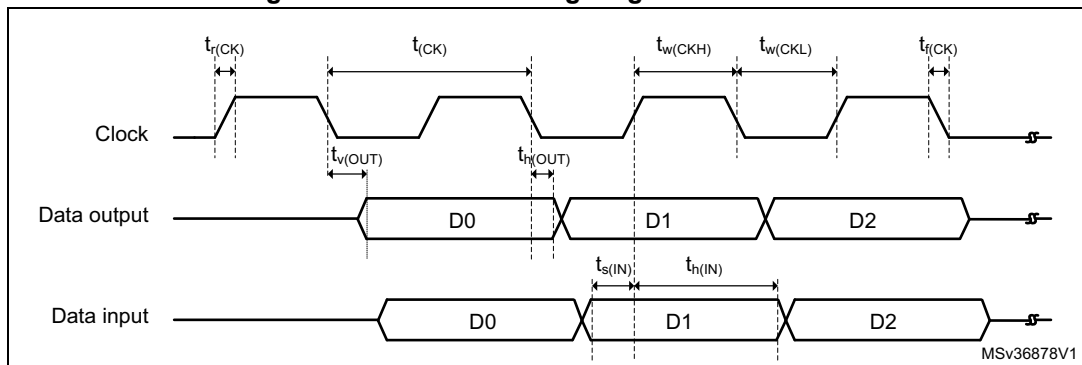 tr(CK) t(CK) tw(CKH) tw(CKL) tf(CK)
Clock
tv(OUT) th(OUT)
Data output D0 D1 D2
ts(IN) th(IN)
Data input D0 D1 D2
MSv36878V1